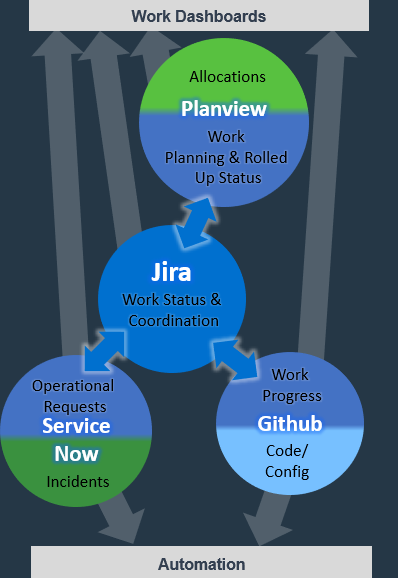 Work Dashboards
Allocations
Planview
Work
Planning & Rolled
Up Status
Jira
Work Status &
Coordination
Operational
Requests
Service
Now
Incidents
Work
Progress
Github
Code/
Config
Automation